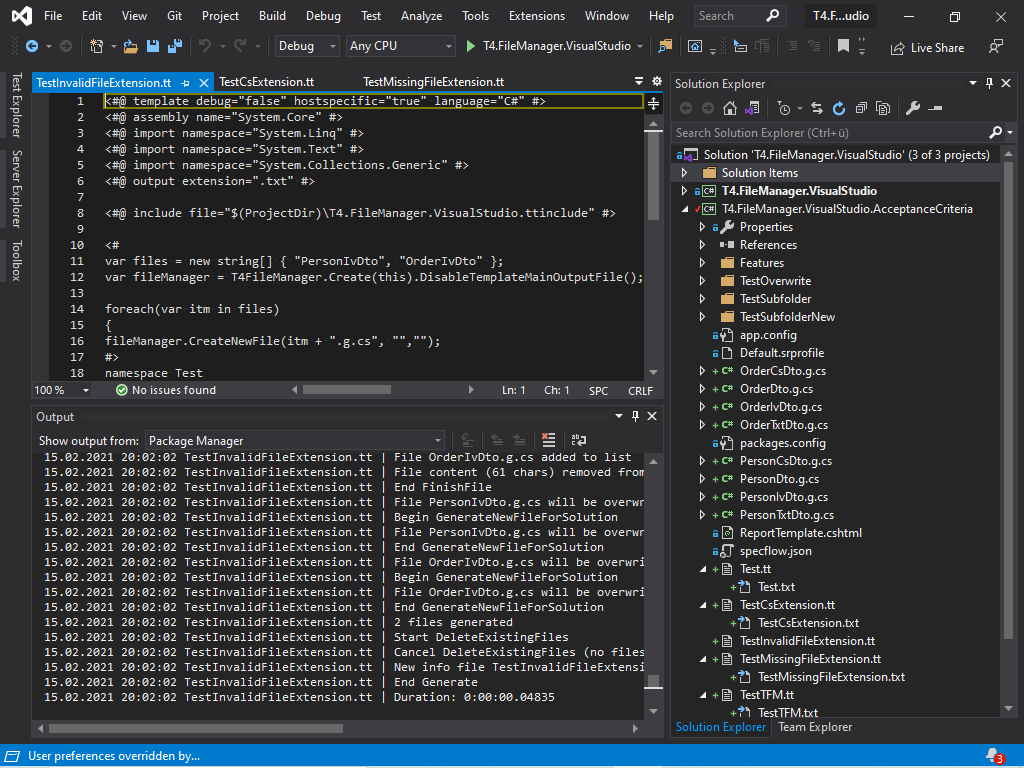 File Edit View Git Project Build Debug Test Analyze Tools Extensions Window Help Search T4.F...udio
Debug Any CPU T4.FileManager.VisualStudio Live Share
Test Explorer
Server Explorer
Toolbox
TestInvalidFileExtension.tt TestCsExtension.tt TestMissingFileExtension.tt
1 <#@ template debug="false" hostspecific="true" language="C#" #>
2 <#@ assembly name="System.Core" #>
3 <#@ import namespace="System.Linq" #>
4 <#@ import namespace="System.Text" #>
5 <#@ import namespace="System.Collections.Generic" #>
6 <#@ output extension=".txt" #>
7
8 <#@ include file="$(ProjectDir)\T4.FileManager.VisualStudio.ttinclude" #>
9
10 <#
11 var files = new string[] { "PersonIvDto", "OrderIvDto" };
12 var fileManager = T4FileManager.Create(this).DisableTemplateMainOutputFile();
13
14 foreach(var itm in files)
15 {
16 fileManager.CreateNewFile(itm + ".g.cs", "","");
17 #>
18 namespace Test
100 % No issues found Ln: 1 Ch: 1 SPC CRLF
Output
Show output from: Package Manager
15.02.2021 20:02:02 TestInvalidFileExtension.tt | File OrderIvDto.g.cs added to list
15.02.2021 20:02:02 TestInvalidFileExtension.tt | File content (61 chars) removed from
15.02.2021 20:02:02 TestInvalidFileExtension.tt | End FinishFile
15.02.2021 20:02:02 TestInvalidFileExtension.tt | File PersonIvDto.g.cs will be overwr
15.02.2021 20:02:02 TestInvalidFileExtension.tt | Begin GenerateNewFileForSolution
15.02.2021 20:02:02 TestInvalidFileExtension.tt | File PersonIvDto.g.cs will be overwr
15.02.2021 20:02:02 TestInvalidFileExtension.tt | End GenerateNewFileForSolution
15.02.2021 20:02:02 TestInvalidFileExtension.tt | File OrderIvDto.g.cs will be overwri
15.02.2021 20:02:02 TestInvalidFileExtension.tt | Begin GenerateNewFileForSolution
15.02.2021 20:02:02 TestInvalidFileExtension.tt | File OrderIvDto.g.cs will be overwri
15.02.2021 20:02:02 TestInvalidFileExtension.tt | End GenerateNewFileForSolution
15.02.2021 20:02:02 TestInvalidFileExtension.tt | 2 files generated
15.02.2021 20:02:02 TestInvalidFileExtension.tt | Start DeleteExistingFiles
15.02.2021 20:02:02 TestInvalidFileExtension.tt | Cancel DeleteExistingFiles (no files
15.02.2021 20:02:02 TestInvalidFileExtension.tt | New info file TestInvalidFileExtensi
15.02.2021 20:02:02 TestInvalidFileExtension.tt | End Generate
15.02.2021 20:02:02 TestInvalidFileExtension.tt | Duration: 0:00:00.04835
Solution Explorer
Search Solution Explorer (Ctrl+ü)
Solution 'T4.FileManager.VisualStudio' (3 of 3 projects)
Solution Items
C# T4.FileManager.VisualStudio
C# T4.FileManager.VisualStudio.AcceptanceCriteria
Properties
References
Features
TestOverwrite
TestSubfolder
TestSubfolderNew
app.config
Default.srprofile
+ C# OrderCsDto.g.cs
+ C# OrderDto.g.cs
+ C# OrderIvDto.g.cs
+ C# OrderTxtDto.g.cs
packages.config
+ C# PersonCsDto.g.cs
+ C# PersonDto.g.cs
+ C# PersonIvDto.g.cs
+ C# PersonTxtDto.g.cs
ReportTemplate.cshtml
specflow.json
+ Test.tt
+ Test.txt
+ TestCsExtension.tt
+ TestCsExtension.txt
+ TestInvalidFileExtension.tt
+ TestMissingFileExtension.tt
+ TestMissingFileExtension.txt
+ TestTFM.tt
+ TestTFM.txt
Solution Explorer Team Explorer
User preferences overridden by... 3